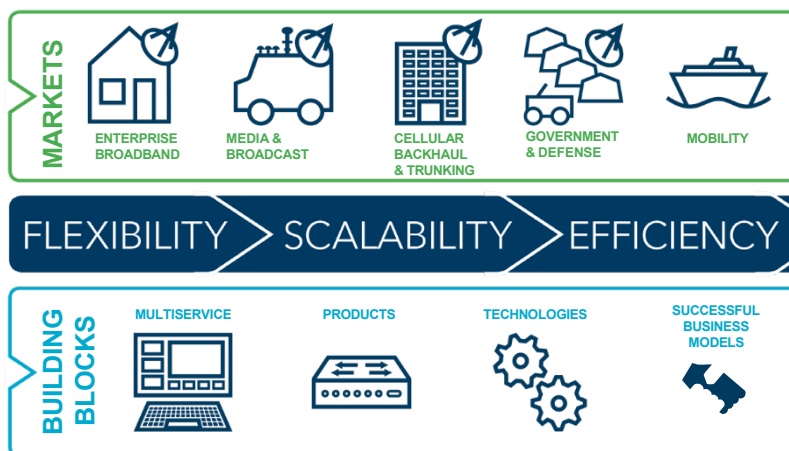 MARKETS
ENTERPRISE
BROADBAND
MEDIA &
BROADCAST
CELLULAR
BACKHAUL
& TRUNKING
GOVERNMENT
& DEFENSE
MOBILITY
FLEXIBILITY
SCALABILITY
EFFICIENCY
BUILDING
BLOCKS
MULTISERVICE
PRODUCTS
TECHNOLOGIES
SUCCESSFUL
BUSINESS
MODELS